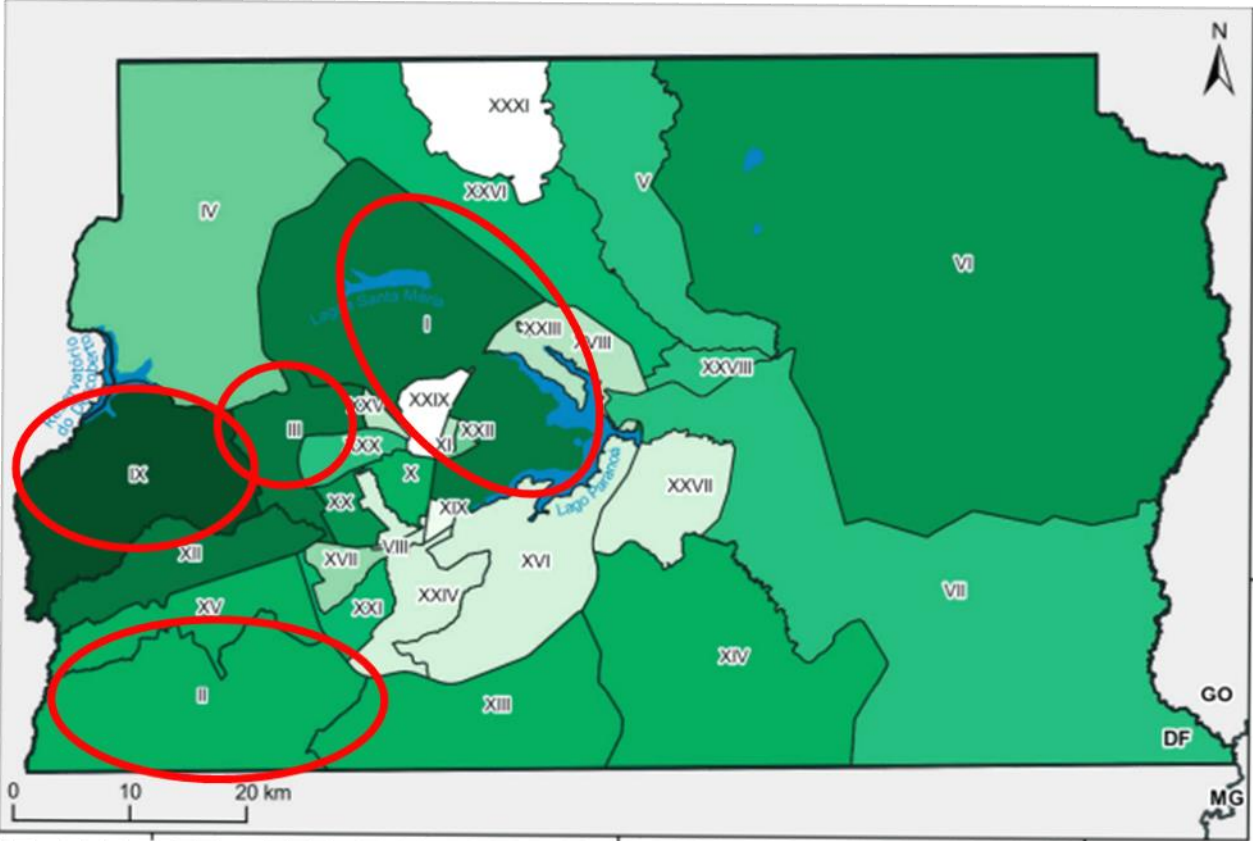 N
XXXI
XXVI
V
IV
VI
Lagoa Santa Maria
I
XXIII
XVIII
Reservatório
do Descoberto
XXVIII
XXV
XXIX
III
XXX
XI
XXII
IX
X
XX
XIX
XXVII
Lago Paranoá
XII
XVII
VIII
XVI
XXIV
VII
XV
XXI
II
XIV
XIII
GO
DF
MG
0 10 20 km